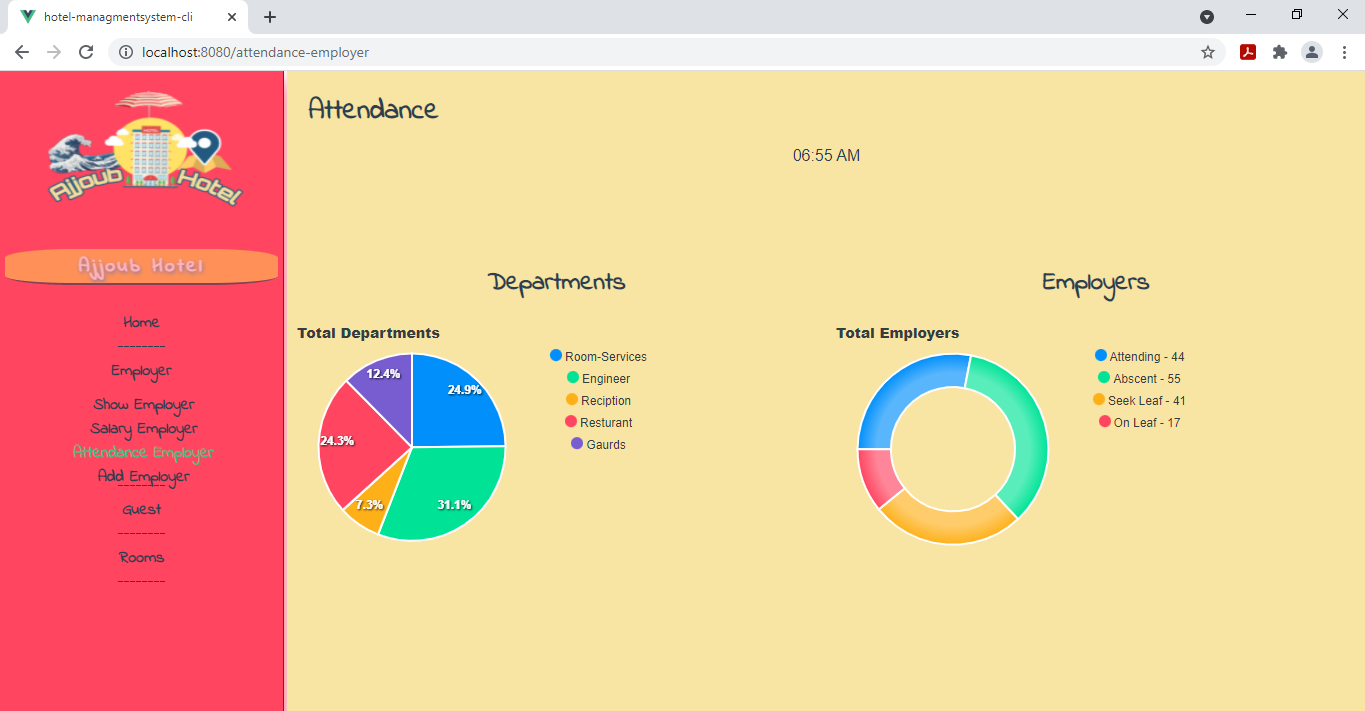 hotel-managmentsystem-cli
localhost:8080/attendance-employer
HOTEL
Ajjoub Hotel
Ajjoub Hotel
Home
--------
Employer
Show Employer
Salary Employer
Attendance Employer
Add Employer
--------
Guest
--------
Rooms
--------
Attendance
06:55 AM
Departments
Total Departments
12.4%
24.9%
24.3%
7.3%
31.1%
Room-Services
Engineer
Reciption
Resturant
Gaurds
Employers
Total Employers
Attending - 44
Abscent - 55
Seek Leaf - 41
On Leaf - 17